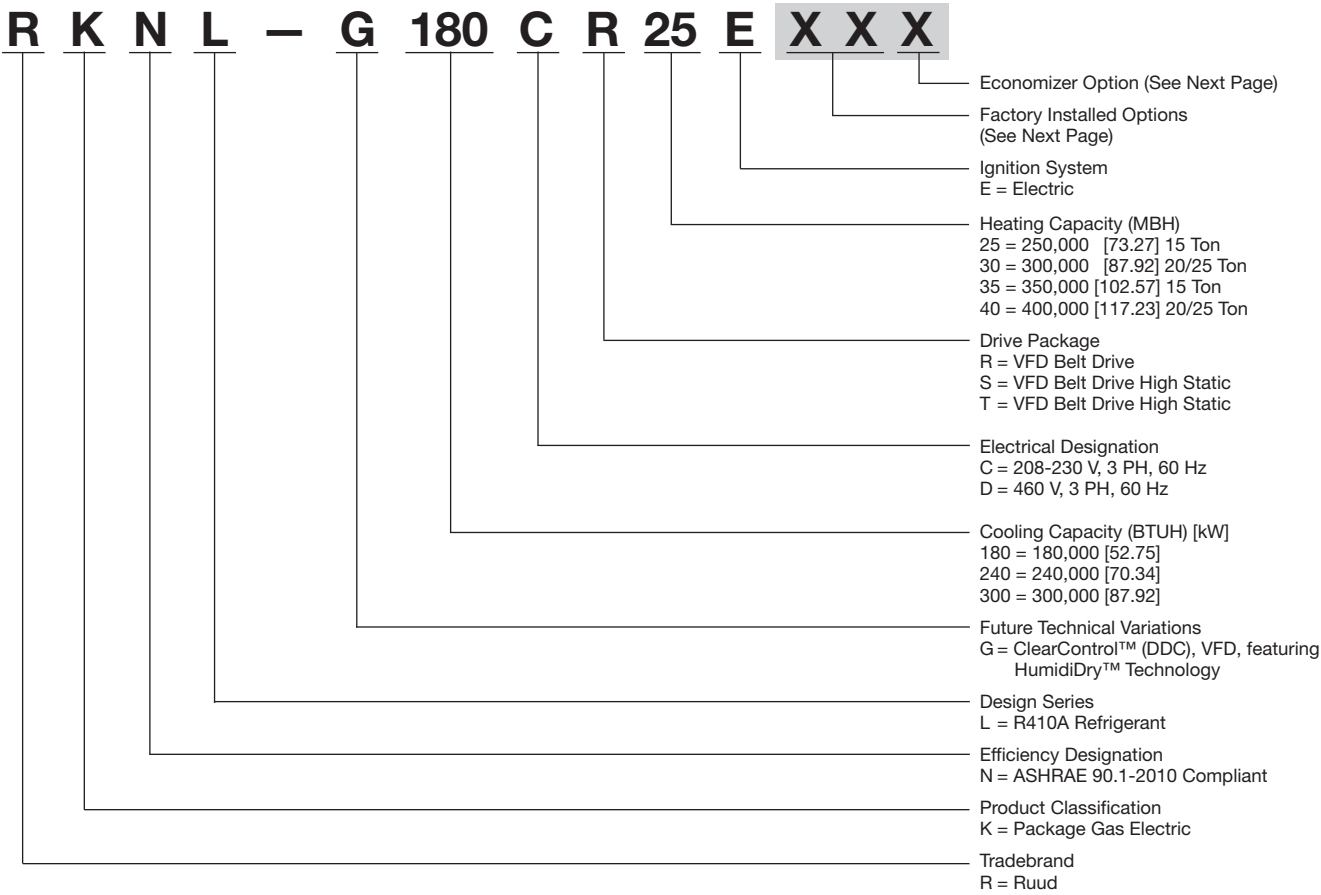 R K N L – G 180 C R 25 E X X X
Economizer Option (See Next Page)
Factory Installed Options
(See Next Page)
Ignition System
E = Electric
Heating Capacity (MBH)
25 = 250,000 [73.27] 15 Ton
30 = 300,000 [87.92] 20/25 Ton
35 = 350,000 [102.57] 15 Ton
40 = 400,000 [117.23] 20/25 Ton
Drive Package
R = VFD Belt Drive
S = VFD Belt Drive High Static
T = VFD Belt Drive High Static
Electrical Designation
C = 208-230 V, 3 PH, 60 Hz
D = 460 V, 3 PH, 60 Hz
Cooling Capacity (BTUH) [kW]
180 = 180,000 [52.75]
240 = 240,000 [70.34]
300 = 300,000 [87.92]
Future Technical Variations
G = ClearControl™ (DDC), VFD, featuring
HumidiDry™ Technology
Design Series
L = R410A Refrigerant
Efficiency Designation
N = ASHRAE 90.1-2010 Compliant
Product Classification
K = Package Gas Electric
Tradebrand
R = Ruud